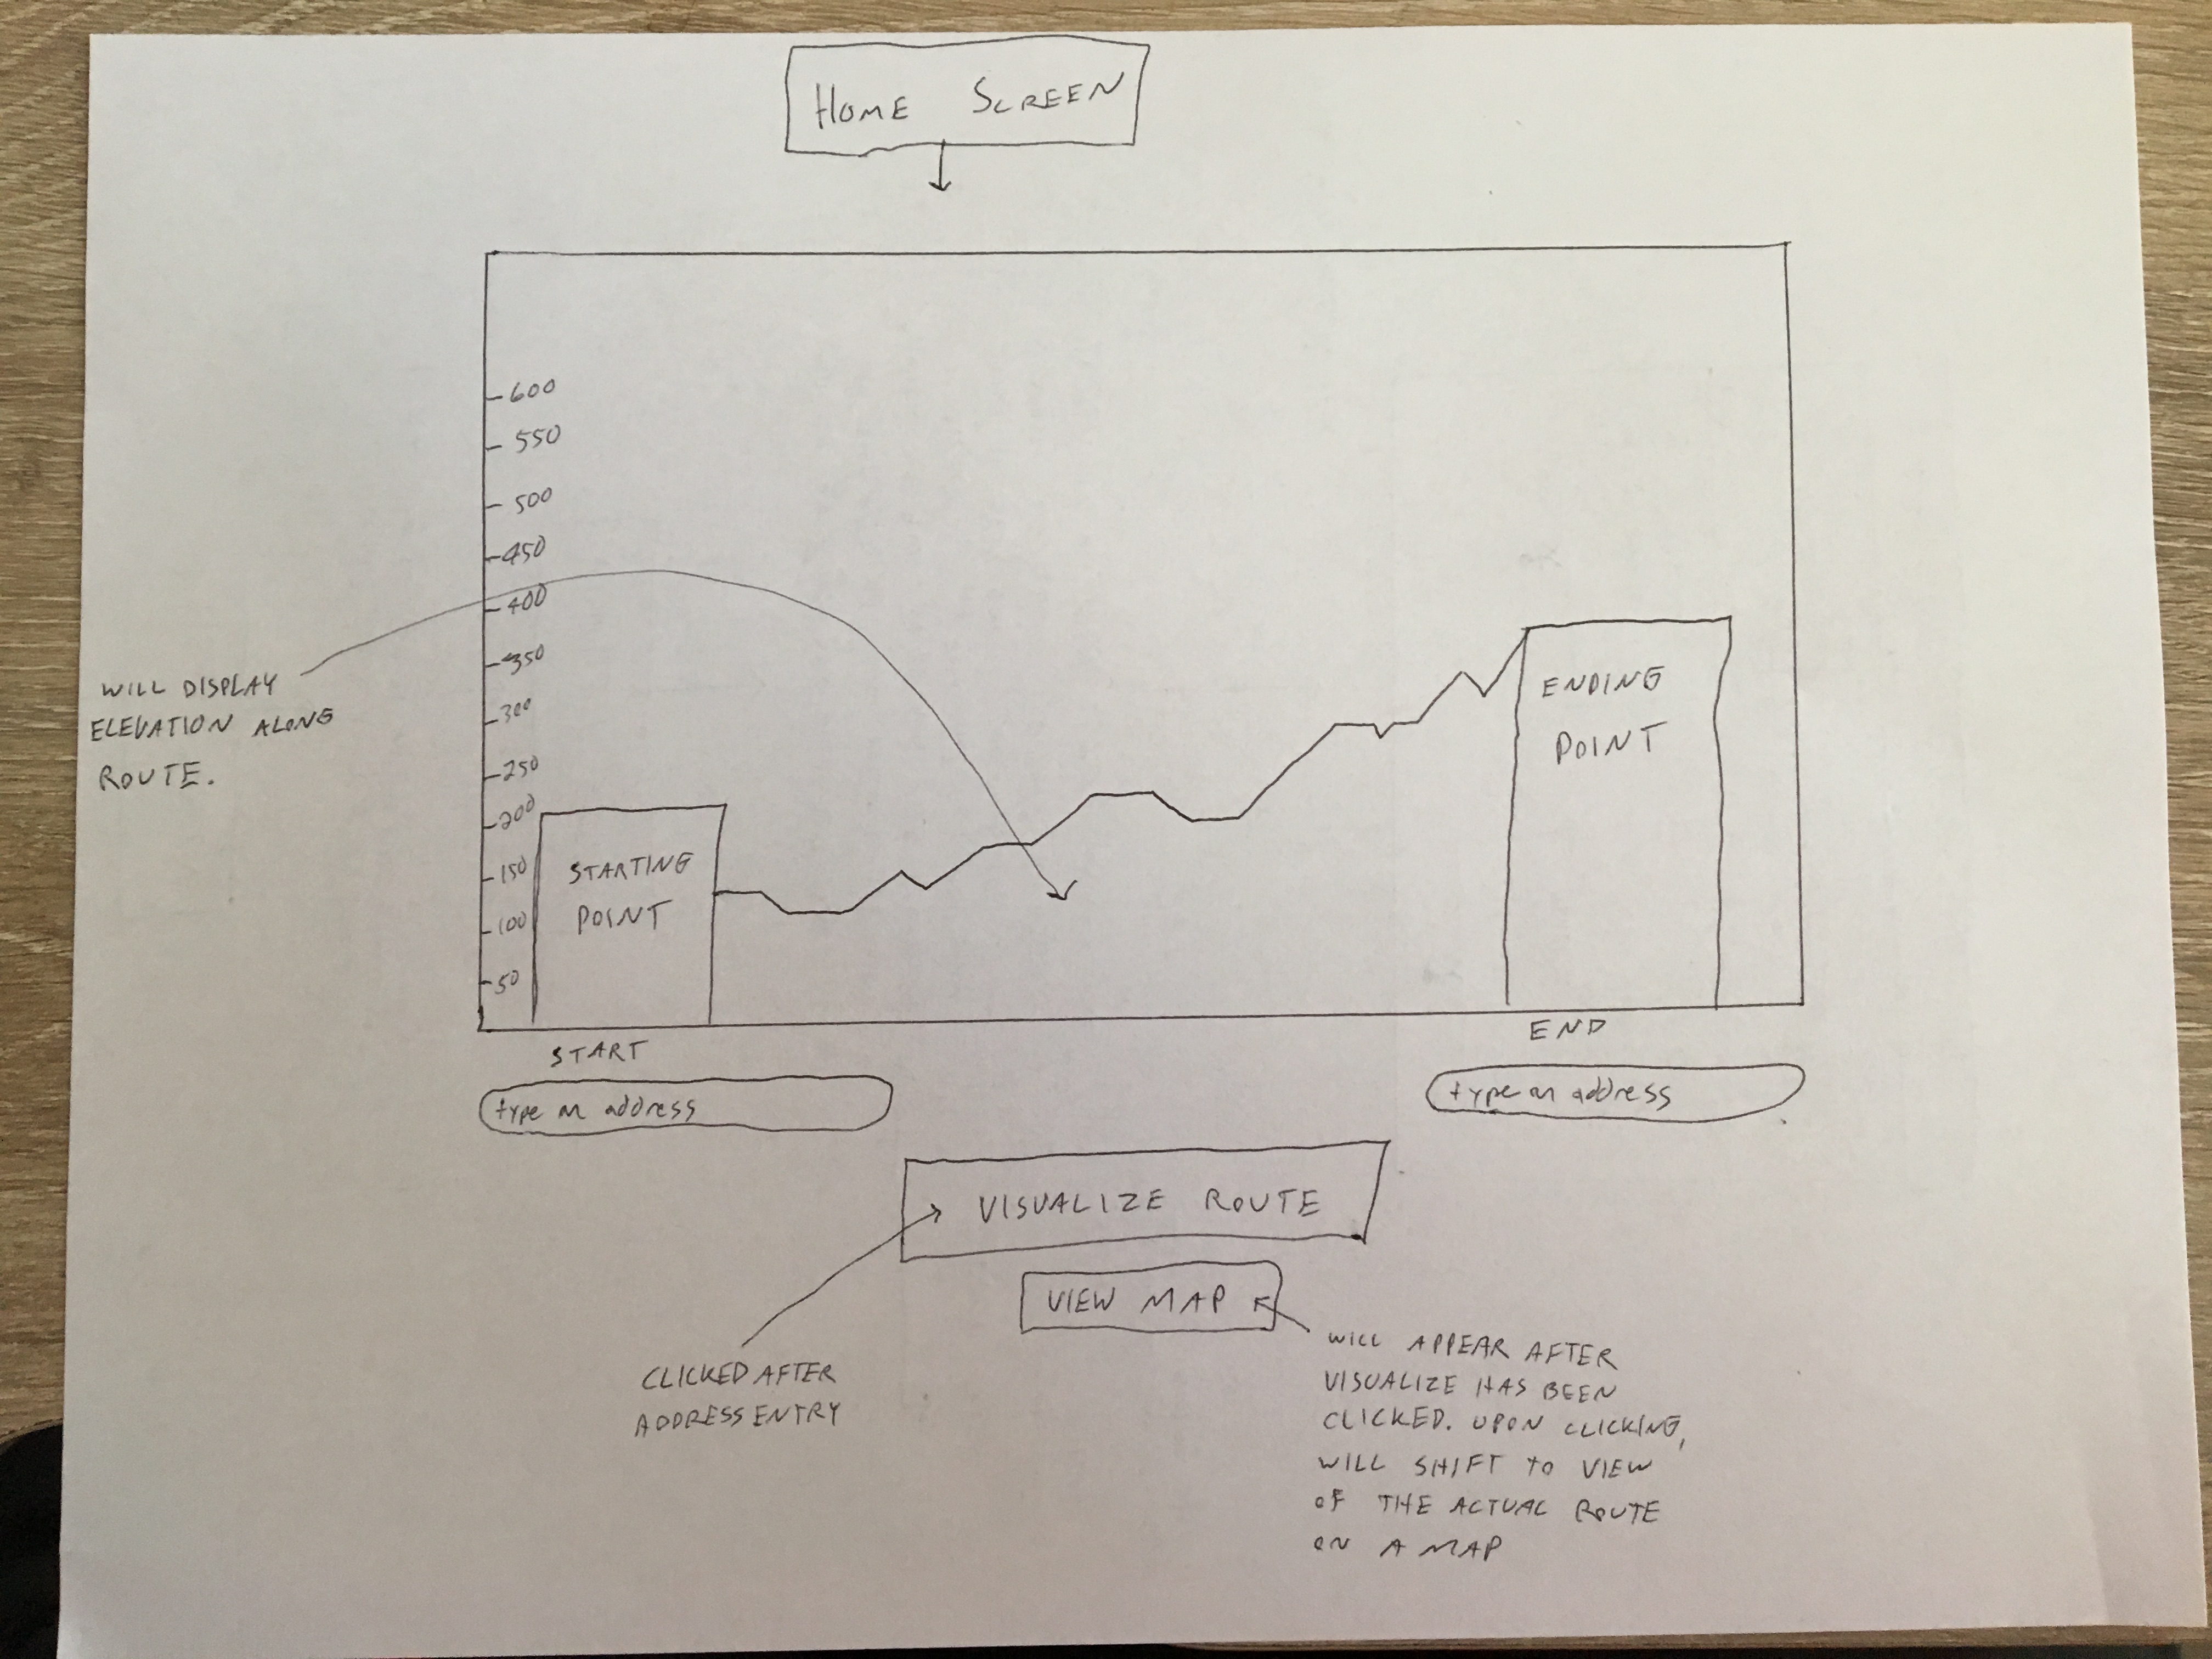 HOME SCREEN
WILL DISPLAY
ELEVATION ALONG
ROUTE.
-600
-550
-500
-450
-400
-350
-300
-250
-200
-150
-100
-50
STARTING
POINT
ENDING
POINT
START
END
type in address
type in address
VISUALIZE ROUTE
VIEW MAP
CLICKED AFTER
ADDRESS ENTRY
WILL APPEAR AFTER
VISUALIZE HAS BEEN
CLICKED. UPON CLICKING,
WILL SHIFT TO VIEW
OF THE ACTUAL ROUTE
ON A MAP